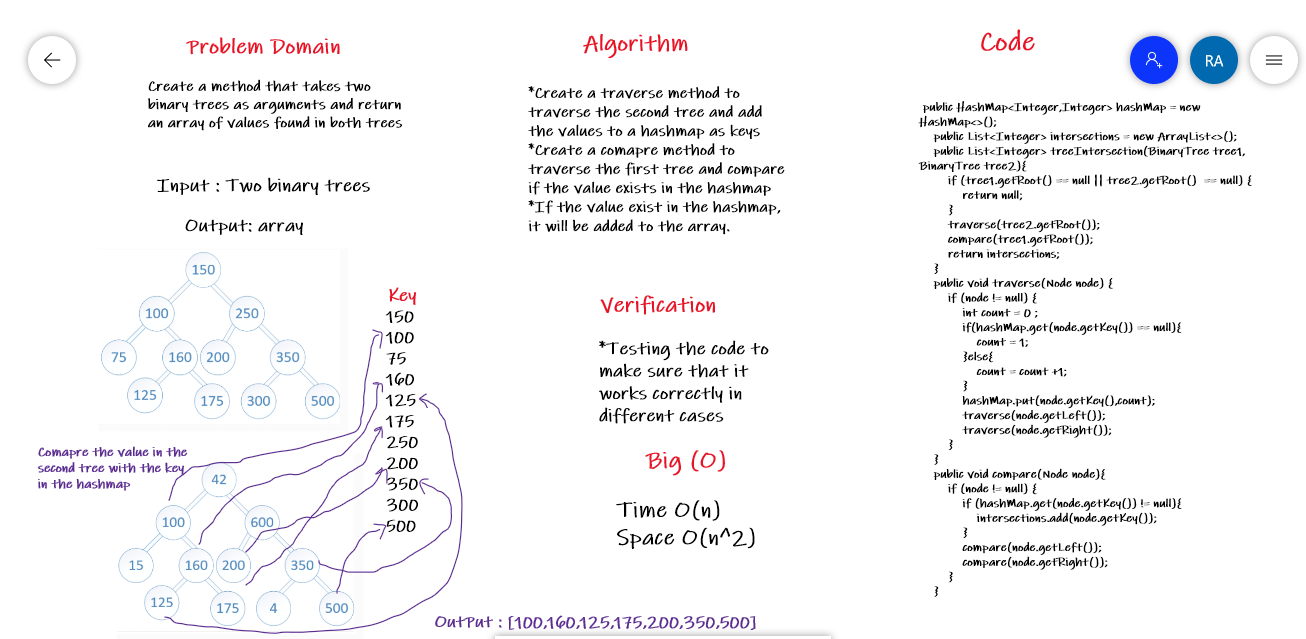 Problem Domain
Create a method that takes two
binary trees as arguments and return
an array of values found in both trees
Input : Two binary trees
Output: array
150
100 250
75 160 200 350
125 175 300 500
Key
150
100
75
160
125
175
250
200
350
300
500
Comapre the value in the
second tree with the key
in the hashmap
42
100 600
15 160 200 350
125 175 4 500
Output : [100,160,125,175,200,350,500]
Algorithm
*Create a traverse method to
traverse the second tree and add
the values to a hashmap as keys
*Create a comapre method to
traverse the first tree and compare
if the value exists in the hashmap
*If the value exist in the hashmap,
it will be added to the array.
Verification
*Testing the code to
make sure that it
works correctly in
different cases
Big (O)
Time O(n)
Space O(n^2)
Code
RA
public HashMap<Integer,Integer> hashMap = new
HashMap<>();
public List<Integer> intersections = new ArrayList<>();
public List<Integer> treeIntersection(BinaryTree tree1,
BinaryTree tree2){
if (tree1.getRoot() == null || tree2.getRoot() == null) {
return null;
}
traverse(tree2.getRoot());
compare(tree1.getRoot());
return intersections;
}
public void traverse(Node node) {
if (node != null) {
int count = 0 ;
if(hashMap.get(node.getKey()) == null){
count = 1;
}else{
count = count +1;
}
hashMap.put(node.getKey(),count);
traverse(node.getLeft());
traverse(node.getRight());
}
}
public void compare(Node node){
if (node != null) {
if (hashMap.get(node.getKey()) != null){
intersections.add(node.getKey());
}
compare(node.getLeft());
compare(node.getRight());
}
}